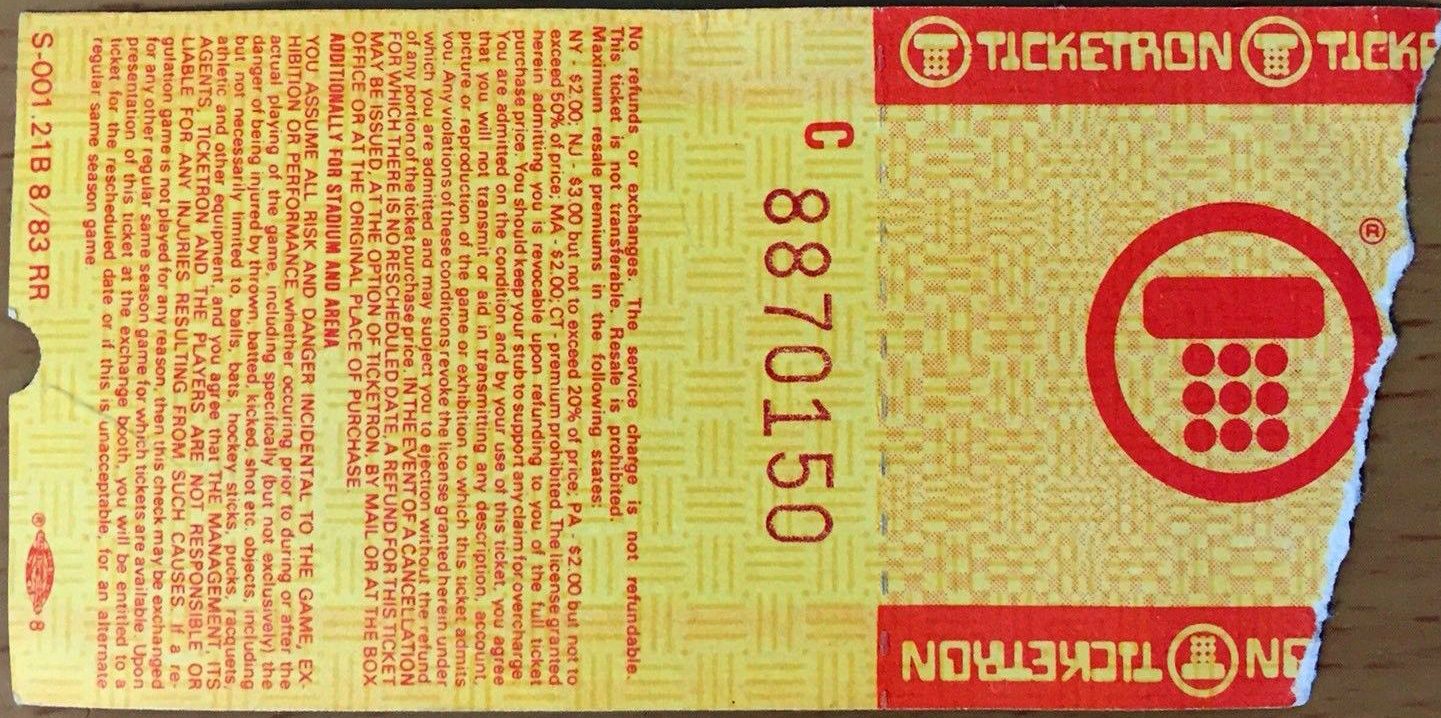 TICKETRON TICKE
®
C 8870150
No refunds or exchanges. The service charge is not refundable.
This ticket is not transferable. Resale is prohibited.
Maximum resale premiums in the following states:
NY - $2.00, NJ - $3.00 but not to exceed 20% of price; PA - $2.00 but not to
exceed 50% of price; MA - $2.00; CT - premium prohibited. The license granted
herein admitting you is revocable upon refunding to you of the full ticket
purchase price. You should keep your stub to support any claim for overcharge
You are admitted on the condition, and by your use of this ticket, you agree
that you will not transmit or aid in transmitting any description, account,
picture or reproduction of the game or exhibition to which this ticket admits
you. Any violations of these conditions revoke the license granted herein under
which you are admitted and may subject you to ejection without the refund
of any portion of the ticket purchase price. IN THE EVENT OF A CANCELLATION
FOR WHICH THERE IS NO RESCHEDULED DATE, A REFUND FOR THIS TICKET
MAY BE ISSUED, AT THE OPTION OF TICKETRON, BY MAIL OR AT THE BOX
OFFICE OR AT THE ORIGINAL PLACE OF PURCHASE.
ADDITIONALLY FOR STADIUM AND ARENA
YOU ASSUME ALL RISK AND DANGER INCIDENTAL TO THE GAME, EX-
HIBITION OR PERFORMANCE whether occuring prior to during or after the
actual playing of the game, including specifically (but not exclusively) the
danger of being injured by thrown, batted, kicked, shot etc. objects, including
but not necessarily limited to, balls, bats, hockey sticks, pucks, racquets,
athletic and other equipment, and you agree that THE MANAGEMENT, ITS
AGENTS, TICKETRON AND THE PLAYERS ARE NOT RESPONSIBLE OR
LIABLE FOR ANY INJURIES RESULTING FROM SUCH CAUSES. If a re-
gulation game is not played for any reason, then this check may be exchanged
for any other regular same season game for which tickets are available. Upon
presentation of this ticket at the exchange booth, you will be entitled to a
ticket for the rescheduled date or if this is unacceptable, for an alternate
regular same season game
S-001.21B 8/83 RR
® 8
ON TICKETRON